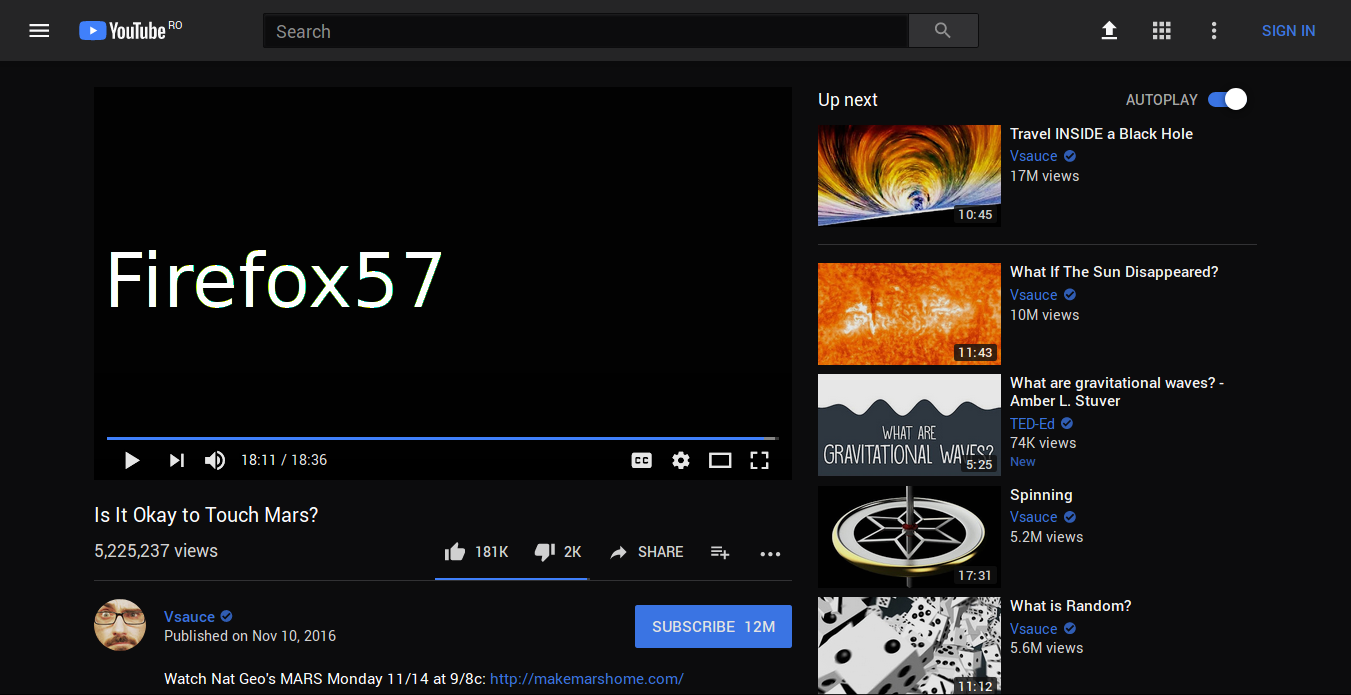 YouTube RO
Search
SIGN IN
Firefox57
18:11 / 18:36
CC
Is It Okay to Touch Mars?
5,225,237 views
181K
2K
SHARE
Vsauce
Published on Nov 10, 2016
SUBSCRIBE 12M
Watch Nat Geo's MARS Monday 11/14 at 9/8c: http://makemarshome.com/
Up next
AUTOPLAY
10:45
Travel INSIDE a Black Hole
Vsauce
17M views
11:43
What If The Sun Disappeared?
Vsauce
10M views
WHAT ARE
GRAVITATIONAL WAVES?
5:25
What are gravitational waves? -
Amber L. Stuver
TED-Ed
74K views
New
17:31
Spinning
Vsauce
5.2M views
11:12
What is Random?
Vsauce
5.6M views